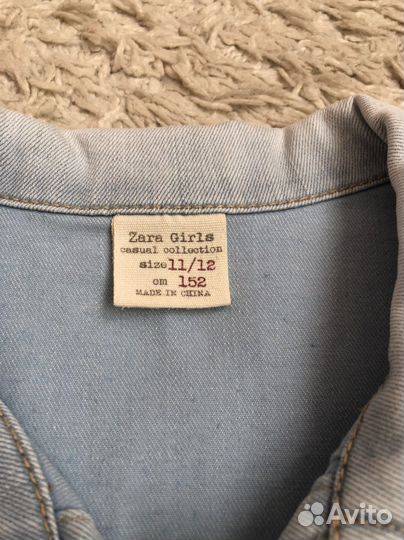 Zara Girls
casual collection
size 11/12
cm 152
MADE IN CHINA
Avito